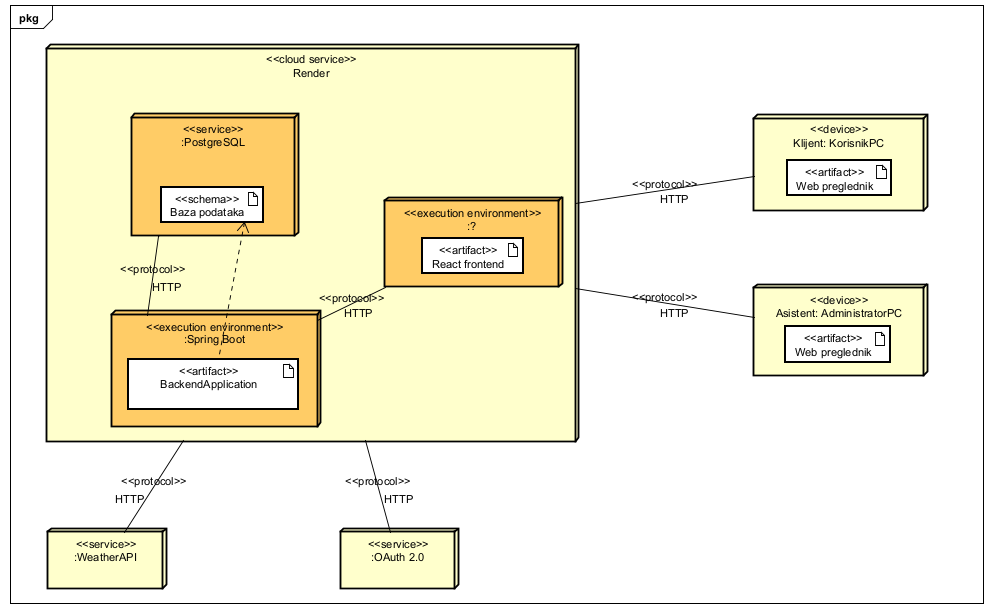 pkg
<<cloud service>>
Render
<<service>>
:PostgreSQL
<<schema>>
Baza podataka
<<protocol>>
HTTP
<<execution environment>>
:Spring Boot
<<artifact>>
BackendApplication
<<protocol>>
HTTP
<<execution environment>>
:?
<<artifact>>
React frontend
<<protocol>>
HTTP
<<device>>
Klijent: KorisnikPC
<<artifact>>
Web preglednik
<<protocol>>
HTTP
<<device>>
Asistent: AdministratorPC
<<artifact>>
Web preglednik
<<protocol>>
HTTP
<<service>>
:WeatherAPI
<<protocol>>
HTTP
<<service>>
:OAuth 2.0